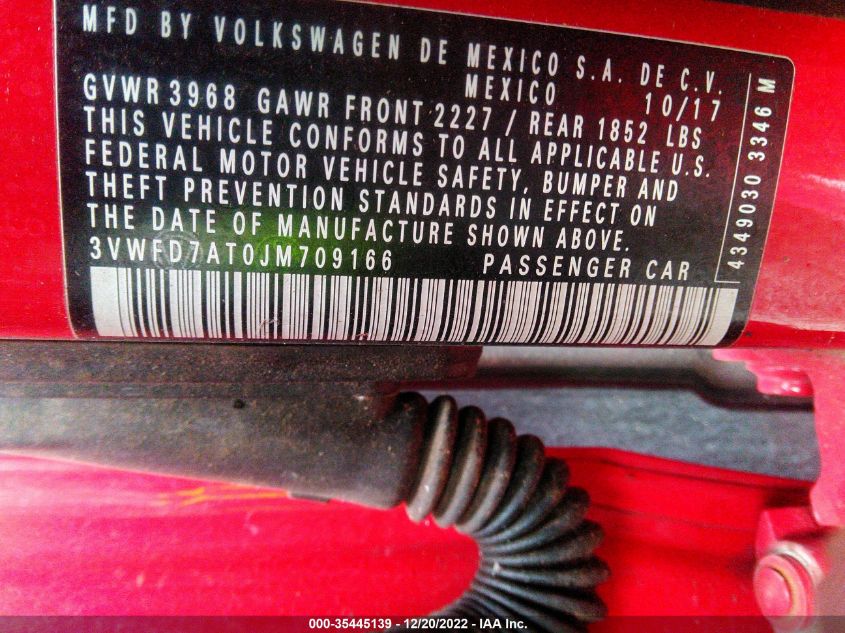 MFD BY VOLKSWAGEN DE MEXICO S.A. DE C.V.
MEXICO 10/17
GVWR 3968 GAWR FRONT 2227 / REAR 1852 LBS
THIS VEHICLE CONFORMS TO ALL APPLICABLE U.S.
FEDERAL MOTOR VEHICLE SAFETY, BUMPER AND
THEFT PREVENTION STANDARDS IN EFFECT ON
THE DATE OF MANUFACTURE SHOWN ABOVE.
3VWFD7AT0JM709166 PASSENGER CAR
4349030 3346 M
000-35445139 - 12/20/2022 - IAA Inc.